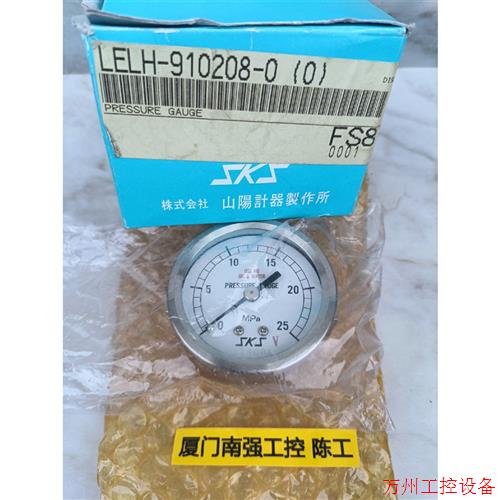 LELH-910208-0 (0)
PRESSURE GAUGE
FS8
0001
SKS
株式会社 山陽計器製作所
10 15
PRESSURE GAUGE
5 20
MPa
0 25
SKS V
厦门南强工控 陈工
万州工控设备